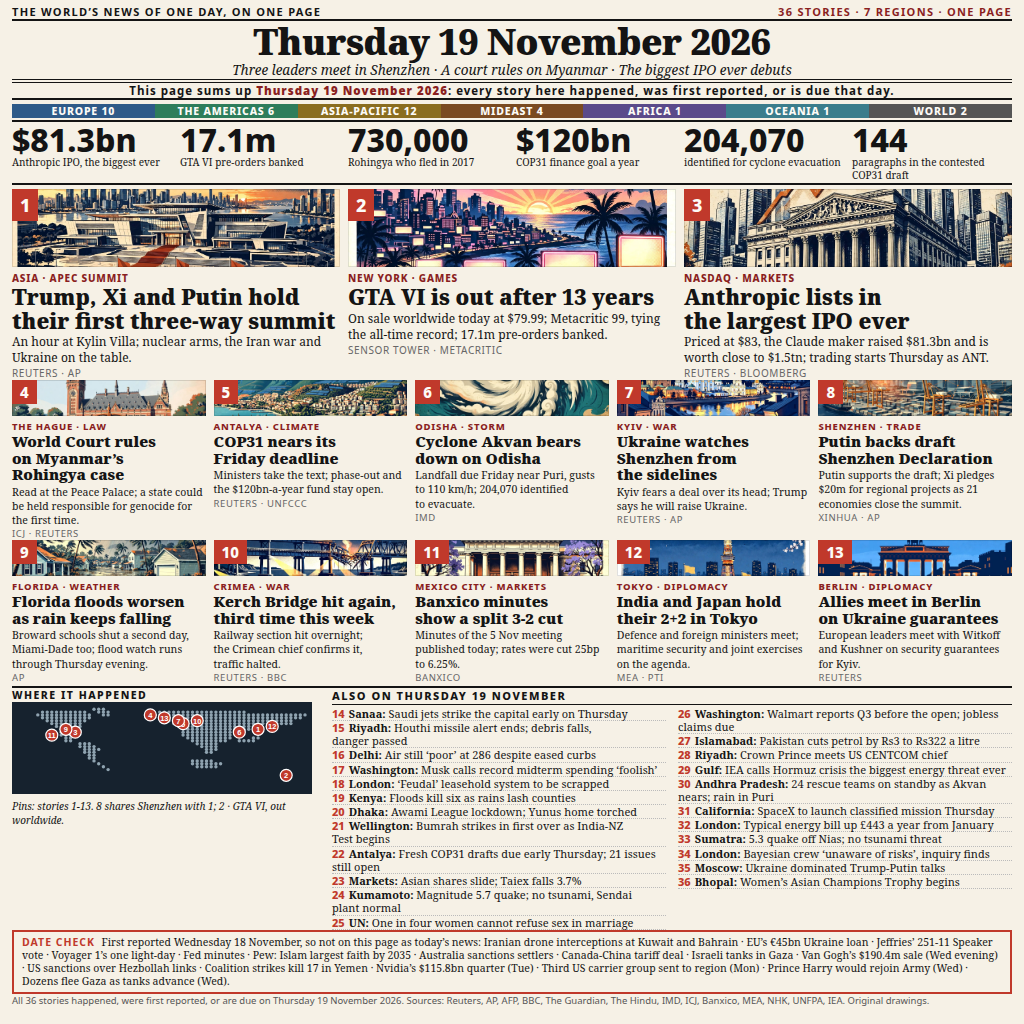 THE WORLD'S NEWS OF ONE DAY, ON ONE PAGE
36 STORIES · 7 REGIONS · ONE PAGE
Thursday 19 November 2026
Three leaders meet in Shenzhen · A court rules on Myanmar · The biggest IPO ever debuts
This page sums up Thursday 19 November 2026: every story here happened, was first reported, or is due that day.
EUROPE 10
THE AMERICAS 6
ASIA-PACIFIC 12
MIDEAST 4
AFRICA 1
OCEANIA 1
WORLD 2
$81.3bn
Anthropic IPO, the biggest ever
17.1m
GTA VI pre-orders banked
730,000
Rohingya who fled in 2017
$120bn
COP31 finance goal a year
204,070
identified for cyclone evacuation
144
paragraphs in the contested
COP31 draft
1
ASIA · APEC SUMMIT
Trump, Xi and Putin hold
their first three-way summit
An hour at Kylin Villa; nuclear arms, the Iran war and
Ukraine on the table.
REUTERS · AP
2
NEW YORK · GAMES
GTA VI is out after 13 years
On sale worldwide today at $79.99; Metacritic 99, tying
the all-time record; 17.1m pre-orders banked.
SENSOR TOWER · METACRITIC
3
NASDAQ · MARKETS
Anthropic lists in
the largest IPO ever
Priced at $83, the Claude maker raised $81.3bn and is
worth close to $1.5tn; trading starts Thursday as ANT.
REUTERS · BLOOMBERG
4
THE HAGUE · LAW
World Court rules
on Myanmar's
Rohingya case
Read at the Peace Palace; a state could
be held responsible for genocide for
the first time.
ICJ · REUTERS
5
ANTALYA · CLIMATE
COP31 nears its
Friday deadline
Ministers take the text; phase-out and
the $120bn-a-year fund stay open.
REUTERS · UNFCCC
6
ODISHA · STORM
Cyclone Akvan bears
down on Odisha
Landfall due Friday near Puri, gusts
to 110 km/h; 204,070 identified
to evacuate.
IMD
7
KYIV · WAR
Ukraine watches
Shenzhen from
the sidelines
Kyiv fears a deal over its head; Trump
says he will raise Ukraine.
REUTERS · AP
8
SHENZHEN · TRADE
Putin backs draft
Shenzhen Declaration
Putin supports the draft; Xi pledges
$20m for regional projects as 21
economies close the summit.
XINHUA · AP
9
FLORIDA · WEATHER
Florida floods worsen
as rain keeps falling
Broward schools shut a second day,
Miami-Dade too; flood watch runs
through Thursday evening.
AP
10
CRIMEA · WAR
Kerch Bridge hit again,
third time this week
Railway section hit overnight;
the Crimean chief confirms it,
traffic halted.
REUTERS · BBC
11
MEXICO CITY · MARKETS
Banxico minutes
show a split 3-2 cut
Minutes of the 5 Nov meeting
published today; rates were cut 25bp
to 6.25%.
BANXICO
12
TOKYO · DIPLOMACY
India and Japan hold
their 2+2 in Tokyo
Defence and foreign ministers meet;
maritime security and joint exercises
on the agenda.
MEA · PTI
13
BERLIN · DIPLOMACY
Allies meet in Berlin
on Ukraine guarantees
European leaders meet with Witkoff
and Kushner on security guarantees
for Kyiv.
REUTERS
WHERE IT HAPPENED
4
13
7
10
9
3
11
6
1
12
2
Pins: stories 1-13. 8 shares Shenzhen with 1; 2 · GTA VI, out
worldwide.
ALSO ON THURSDAY 19 NOVEMBER
14 Sanaa: Saudi jets strike the capital early on Thursday
15 Riyadh: Houthi missile alert ends; debris falls,
danger passed
16 Delhi: Air still 'poor' at 286 despite eased curbs
17 Washington: Musk calls record midterm spending 'foolish'
18 London: 'Feudal' leasehold system to be scrapped
19 Kenya: Floods kill six as rains lash counties
20 Dhaka: Awami League lockdown; Yunus home torched
21 Wellington: Bumrah strikes in first over as India-NZ
Test begins
22 Antalya: Fresh COP31 drafts due early Thursday; 21 issues
still open
23 Markets: Asian shares slide; Taiex falls 3.7%
24 Kumamoto: Magnitude 5.7 quake; no tsunami, Sendai
plant normal
25 UN: One in four women cannot refuse sex in marriage
26 Washington: Walmart reports Q3 before the open; jobless
claims due
27 Islamabad: Pakistan cuts petrol by Rs3 to Rs322 a litre
28 Riyadh: Crown Prince meets US CENTCOM chief
29 Gulf: IEA calls Hormuz crisis the biggest energy threat ever
30 Andhra Pradesh: 24 rescue teams on standby as Akvan
nears; rain in Puri
31 California: SpaceX to launch classified mission Thursday
32 London: Typical energy bill up £443 a year from January
33 Sumatra: 5.3 quake off Nias; no tsunami threat
34 London: Bayesian crew 'unaware of risks', inquiry finds
35 Moscow: Ukraine dominated Trump-Putin talks
36 Bhopal: Women's Asian Champions Trophy begins
DATE CHECK First reported Wednesday 18 November, so not on this page as today's news: Iranian drone interceptions at Kuwait and Bahrain · EU's €45bn Ukraine loan · Jeffries' 251-11 Speaker
vote · Voyager 1's one light-day · Fed minutes · Pew: Islam largest faith by 2035 · Australia sanctions settlers · Canada-China tariff deal · Israeli tanks in Gaza · Van Gogh's $190.4m sale (Wed evening)
· US sanctions over Hezbollah links · Coalition strikes kill 17 in Yemen · Nvidia's $115.8bn quarter (Tue) · Third US carrier group sent to region (Mon) · Prince Harry would rejoin Army (Wed) ·
Dozens flee Gaza as tanks advance (Wed).
All 36 stories happened, were first reported, or are due on Thursday 19 November 2026. Sources: Reuters, AP, AFP, BBC, The Guardian, The Hindu, IMD, ICJ, Banxico, MEA, NHK, UNFPA, IEA. Original drawings.